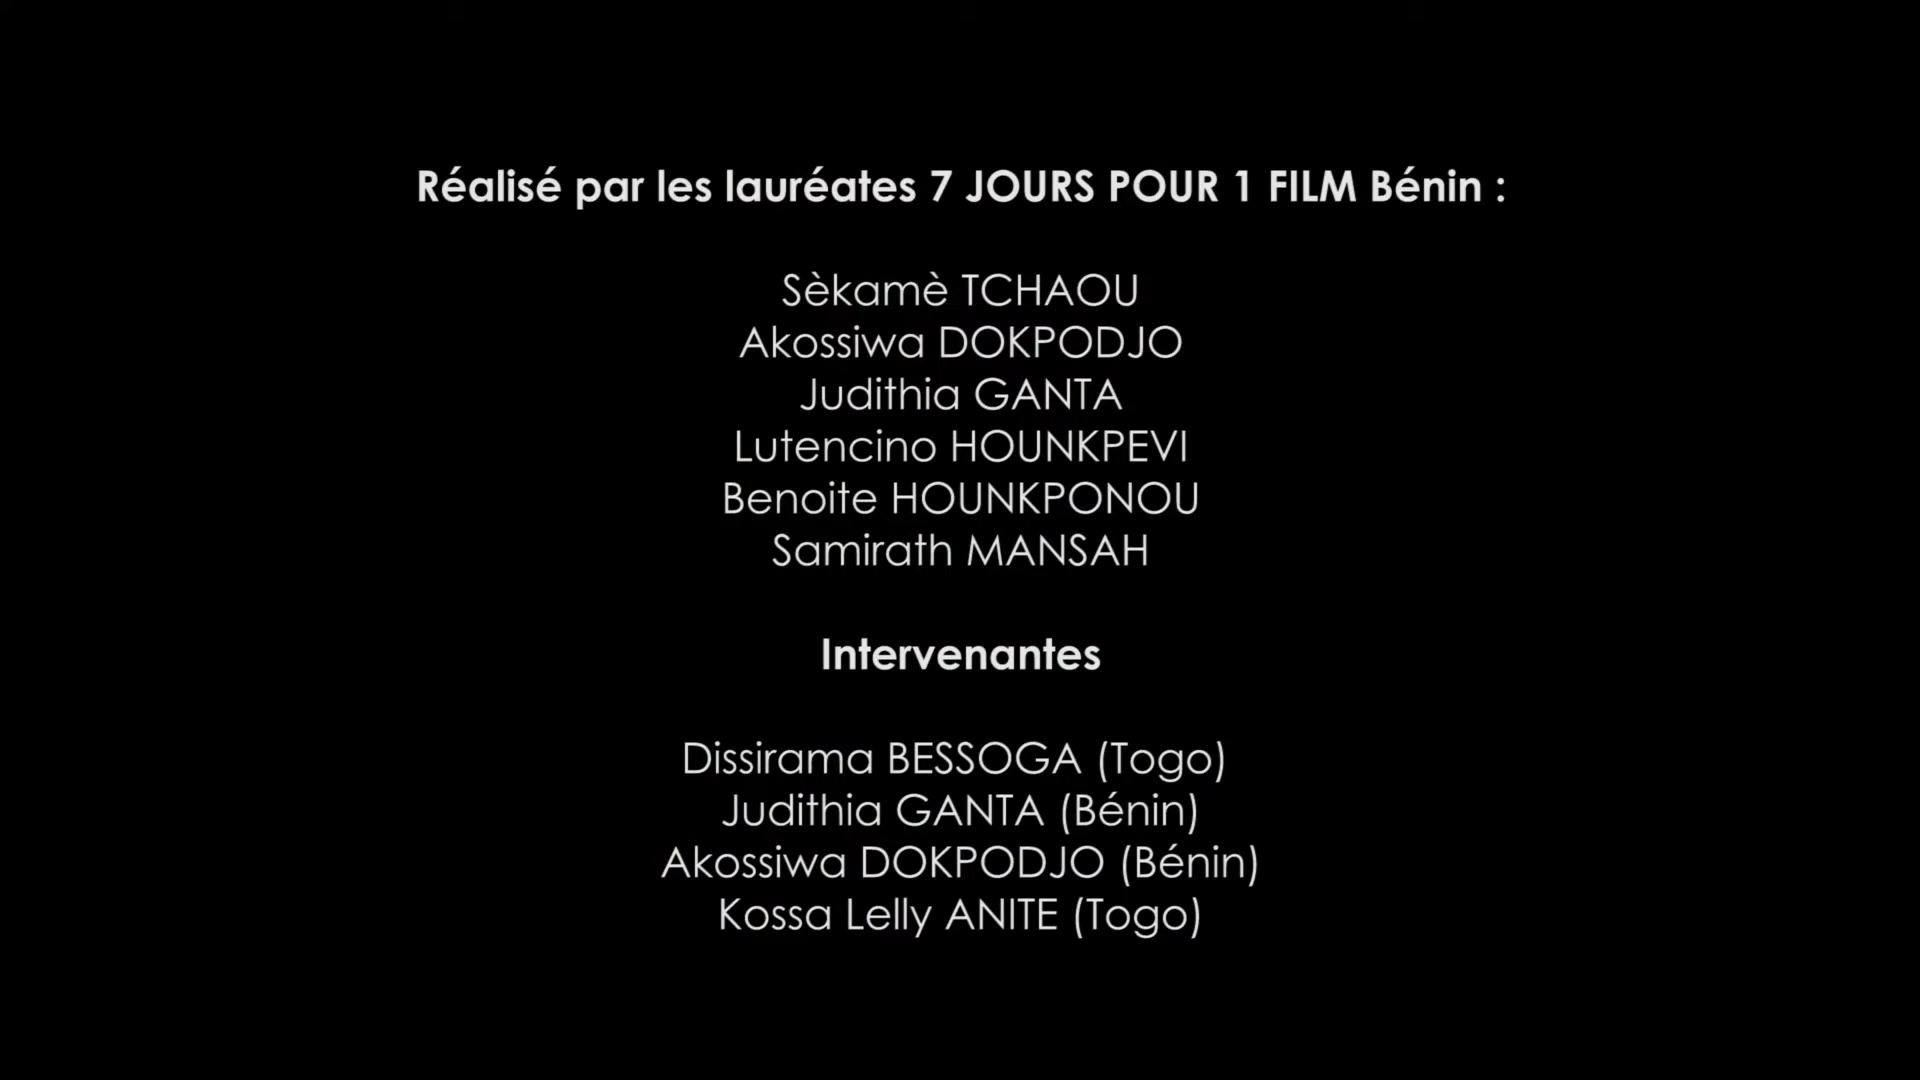 Réalisé par les lauréates 7 JOURS POUR 1 FILM Bénin :
Sèkamè TCHAOU
Akossiwa DOKPODJO
Judithia GANTA
Lutencino HOUNKPEVI
Benoite HOUNKPONOU
Samirath MANSAH
Intervenantes
Dissirama BESSOGA (Togo)
Judithia GANTA (Bénin)
Akossiwa DOKPODJO (Bénin)
Kossa Lelly ANITE (Togo)